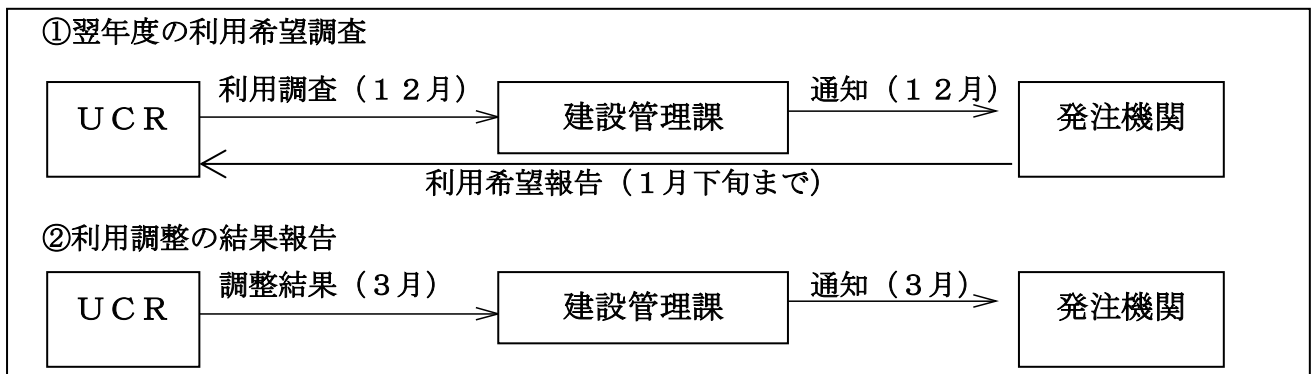 ①翌年度の利用希望調査
利用調査（１２月）
通知（１２月）
ＵＣＲ
建設管理課
発注機関
利用希望報告（１月下旬まで）
②利用調整の結果報告
調整結果（３月）
通知（３月）
ＵＣＲ
建設管理課
発注機関